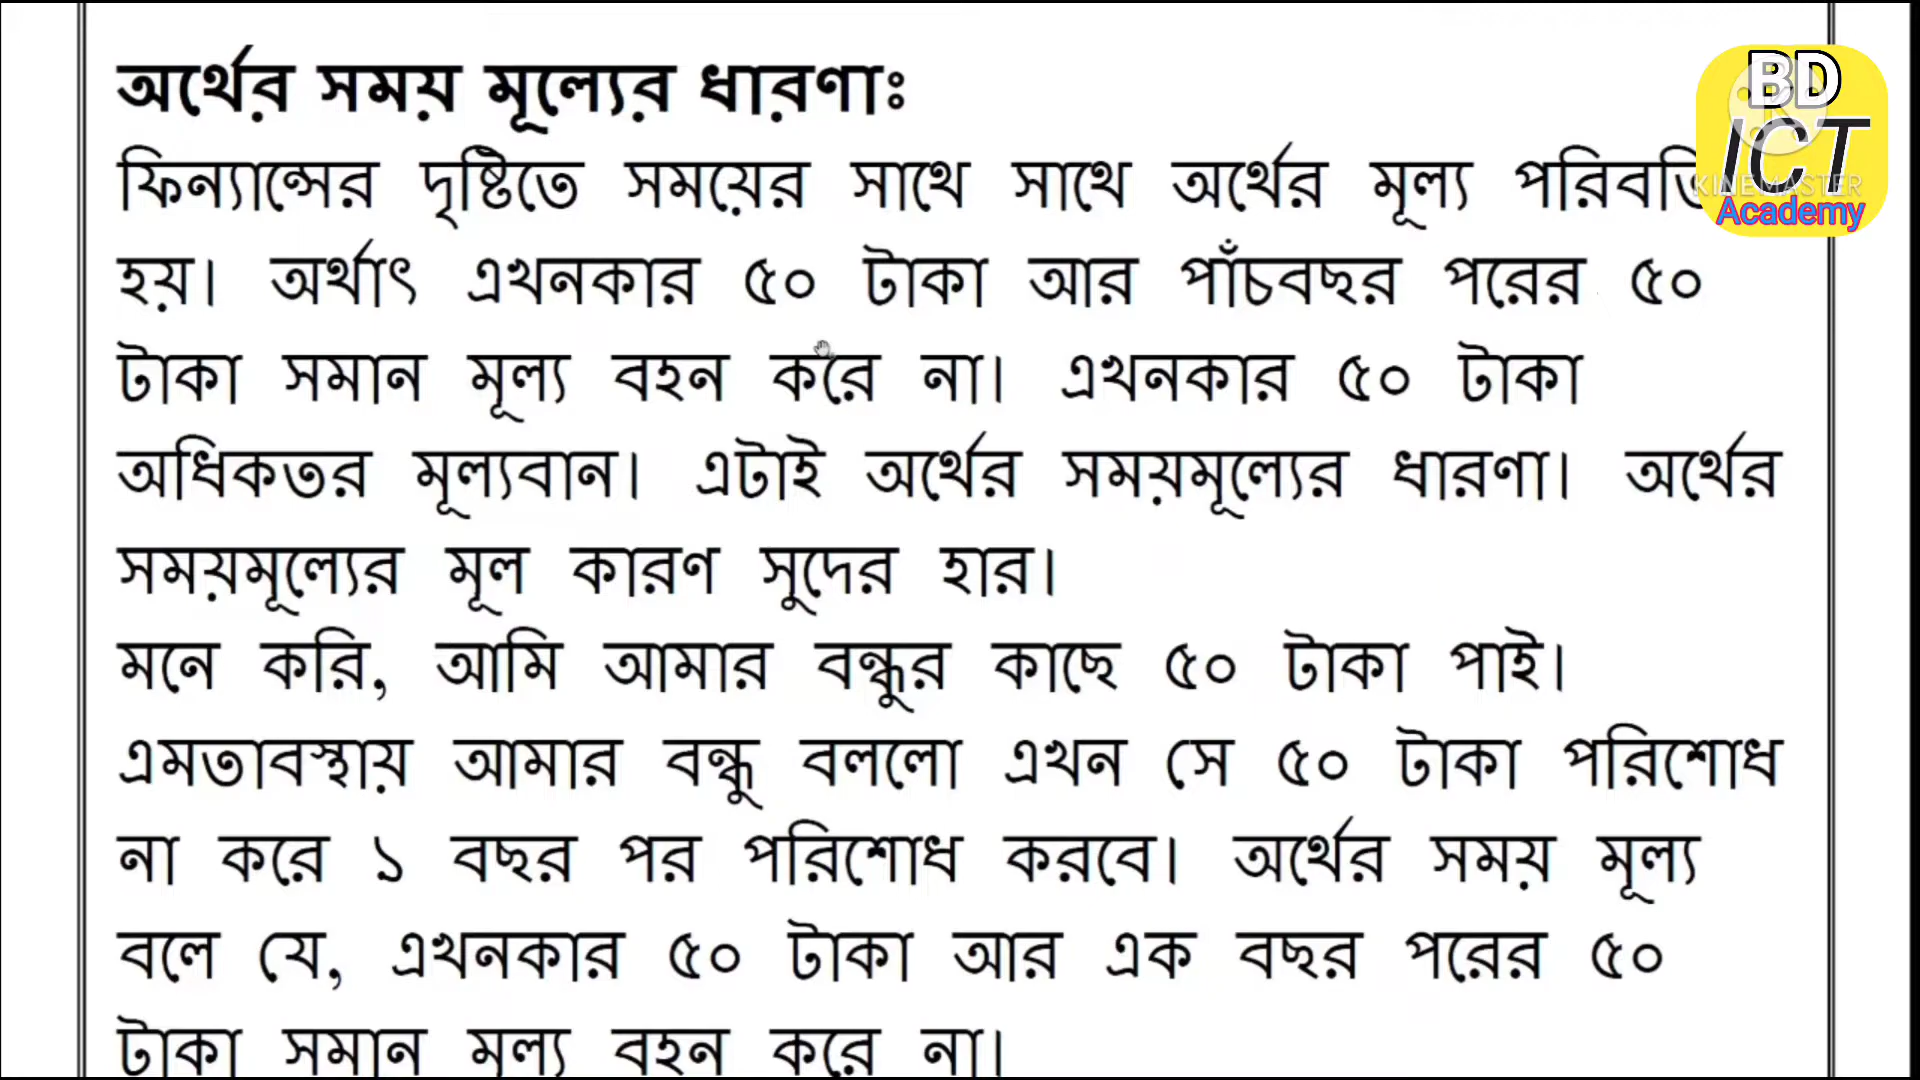 অর্থের সময় মূল্যের ধারণাঃ
ফিন্যান্সের দৃষ্টিতে সময়ের সাথে সাথে অর্থের মূল্য
হয়। অর্থাৎ এখনকার ৫০ টাকা আর পাঁচবছর পরের ৫০
টাকা সমান মূল্য বহন করে না। এখনকার ৫০ টাকা
অধিকতর মূল্যবান। এটাই অর্থের সময়মূল্যের ধারণা। অর্থের
সময়মূল্যের মূল কারণ সুদের হার।
মনে করি, আমি আমার বন্ধুর কাছে ৫০ টাকা পাই।
এমতাবস্থায় আমার বন্ধু বললো এখন সে ৫০ টাকা পরিশোধ
না করে ১ বছর পর পরিশোধ করবে। অর্থের সময় মূল্য
বলে যে, এখনকার ৫০ টাকা আর এক বছর পরের ৫০
টাকা সমান মূল্য বহন করে না।
BD
ICT
KINEMASTER
Academy